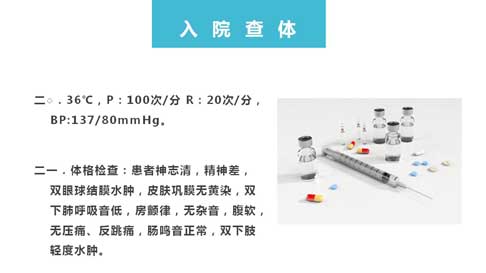 入院查体
二○．36℃，P：100次/分 R：20次/分，
BP:137/80mmHg。
二一．体格检查：患者神志清，精神差，
双眼球结膜水肿，皮肤巩膜无黄染，双
下肺呼吸音低，房颤律，无杂音，腹软，
无压痛、反跳痛，肠鸣音正常，双下肢
轻度水肿。